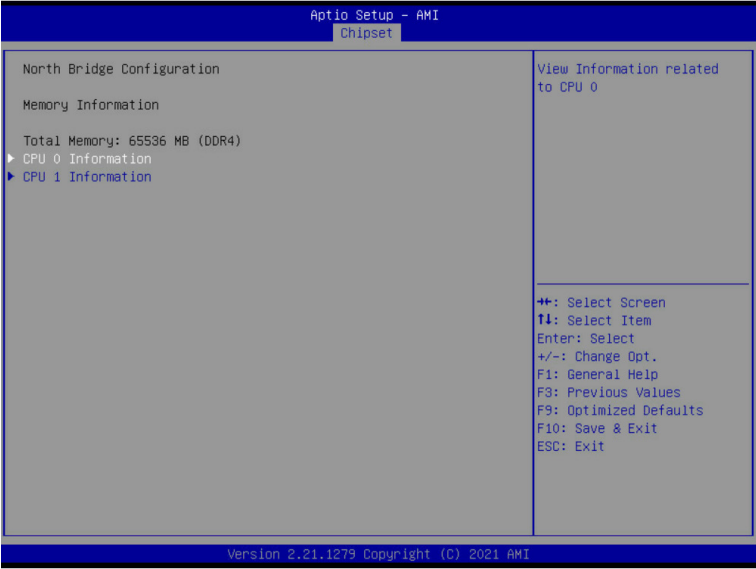 Aptio Setup – AMI
Chipset
North Bridge Configuration
Memory Information
Total Memory: 65536 MB (DDR4)
CPU 0 Information
CPU 1 Information
View Information related
to CPU 0
→←: Select Screen
↑↓: Select Item
Enter: Select
+/-: Change Opt.
F1: General Help
F3: Previous Values
F9: Optimized Defaults
F10: Save & Exit
ESC: Exit
Version 2.21.1279 Copyright (C) 2021 AMI